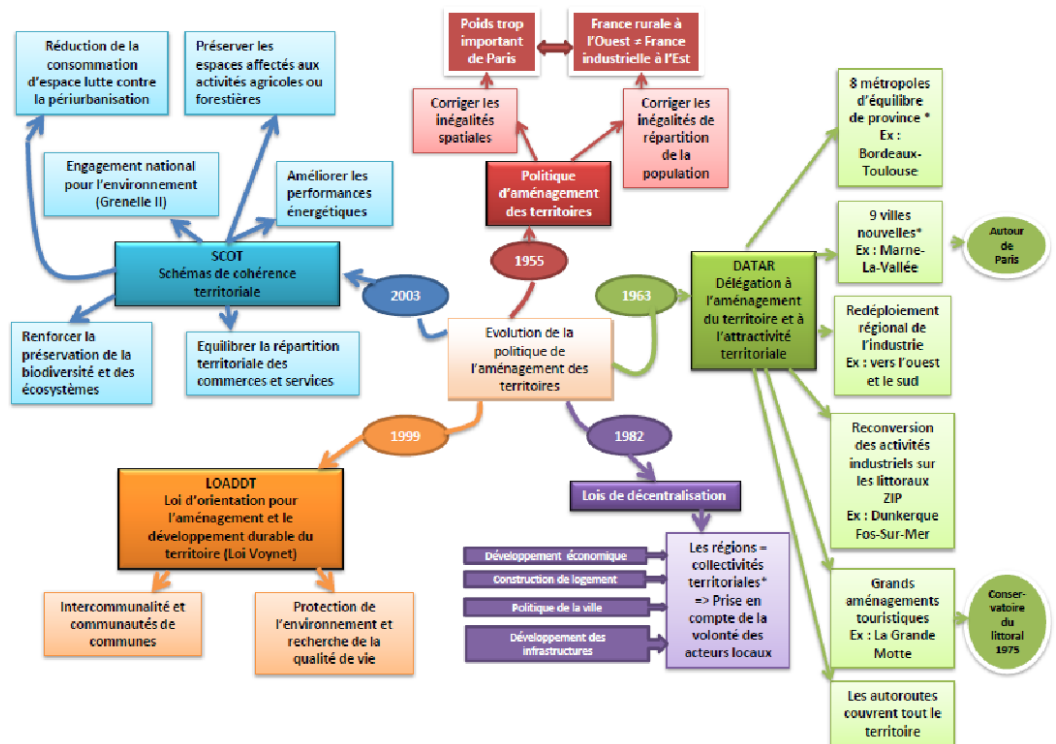 Evolution de la
politique de
l'aménagement des
territoires
1955
Politique
d'aménagement
des territoires
Corriger les
inégalités
spatiales
Corriger les
inégalités de
répartition
de la
population
Poids trop
important
de Paris
France rurale à
l'Ouest ≠ France
industrielle à l'Est
1963
DATAR
Délégation à
l'aménagement
du territoire et à
l'attractivité
territoriale
8 métropoles
d'équilibre
de province *
Ex :
Bordeaux-
Toulouse
9 villes
nouvelles*
Ex : Marne-
La-Vallée
Autour
de
Paris
Redéploiement
régional de
l'industrie
Ex : vers l'ouest
et le sud
Reconversion
des activités
industriels sur
les littoraux
ZIP
Ex : Dunkerque
Fos-Sur-Mer
Grands
aménagements
touristiques
Ex : La Grande
Motte
Conser-
vatoire
du
littoral
1975
Les autoroutes
couvrent tout le
territoire
1982
Lois de décentralisation
Les régions =
collectivités
territoriales*
=> Prise en
compte de la
volonté des
acteurs locaux
Développement économique
Construction de logement
Politique de la ville
Développement des
infrastructures
1999
LOADDT
Loi d'orientation pour
l'aménagement et le
développement durable du
territoire (Loi Voynet)
Intercommunalité et
communautés de
communes
Protection de
l'environnement et
recherche de la
qualité de vie
2003
SCOT
Schémas de cohérence
territoriale
Réduction de la
consommation
d'espace lutte contre
la périurbanisation
Préserver les
espaces affectés aux
activités agricoles ou
forestières
Engagement national
pour l'environnement
(Grenelle II)
Améliorer les
performances
énergétiques
Renforcer la
préservation de la
biodiversité et des
écosystèmes
Equilibrer la répartition
territoriale des
commerces et services